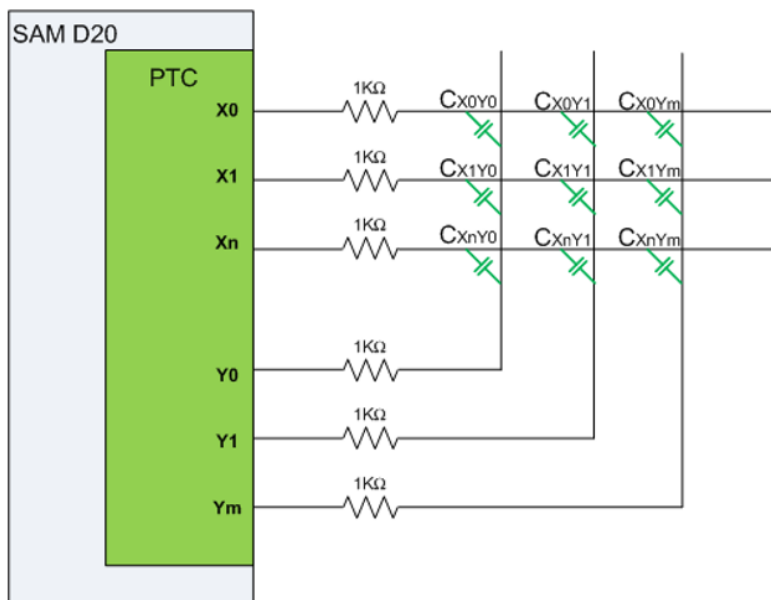 SAM D20
PTC
X0 1KΩ CX0Y0 CX0Y1 CX0Ym
X1 1KΩ CX1Y0 CX1Y1 CX1Ym
Xn 1KΩ CXnY0 CXnY1 CXnYm
Y0 1KΩ
Y1 1KΩ
Ym 1KΩ